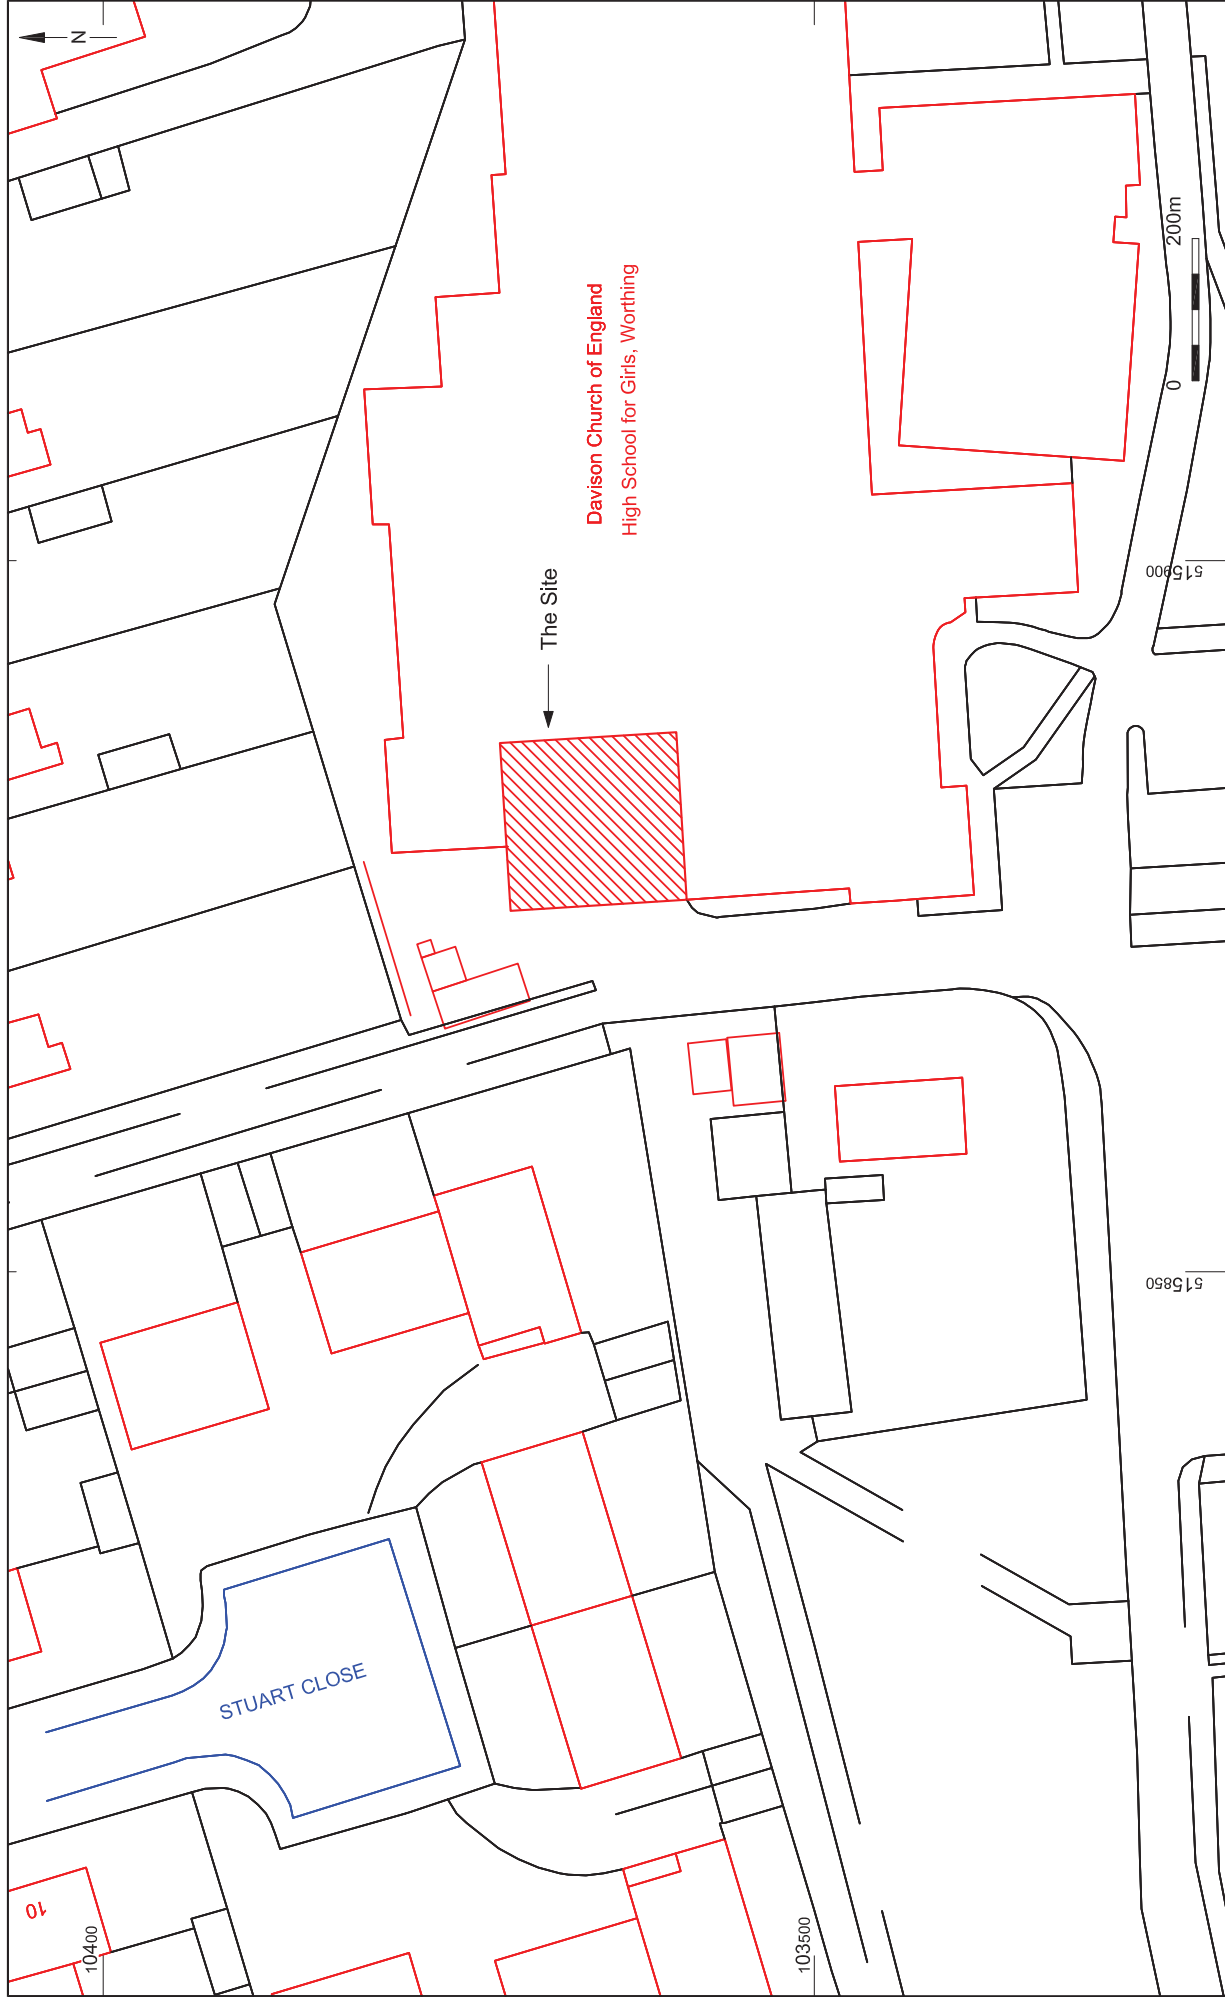 N
Davison Church of England
High School for Girls, Worthing
The Site
0
200m
515900
515850
STUART CLOSE
10
10400
103500